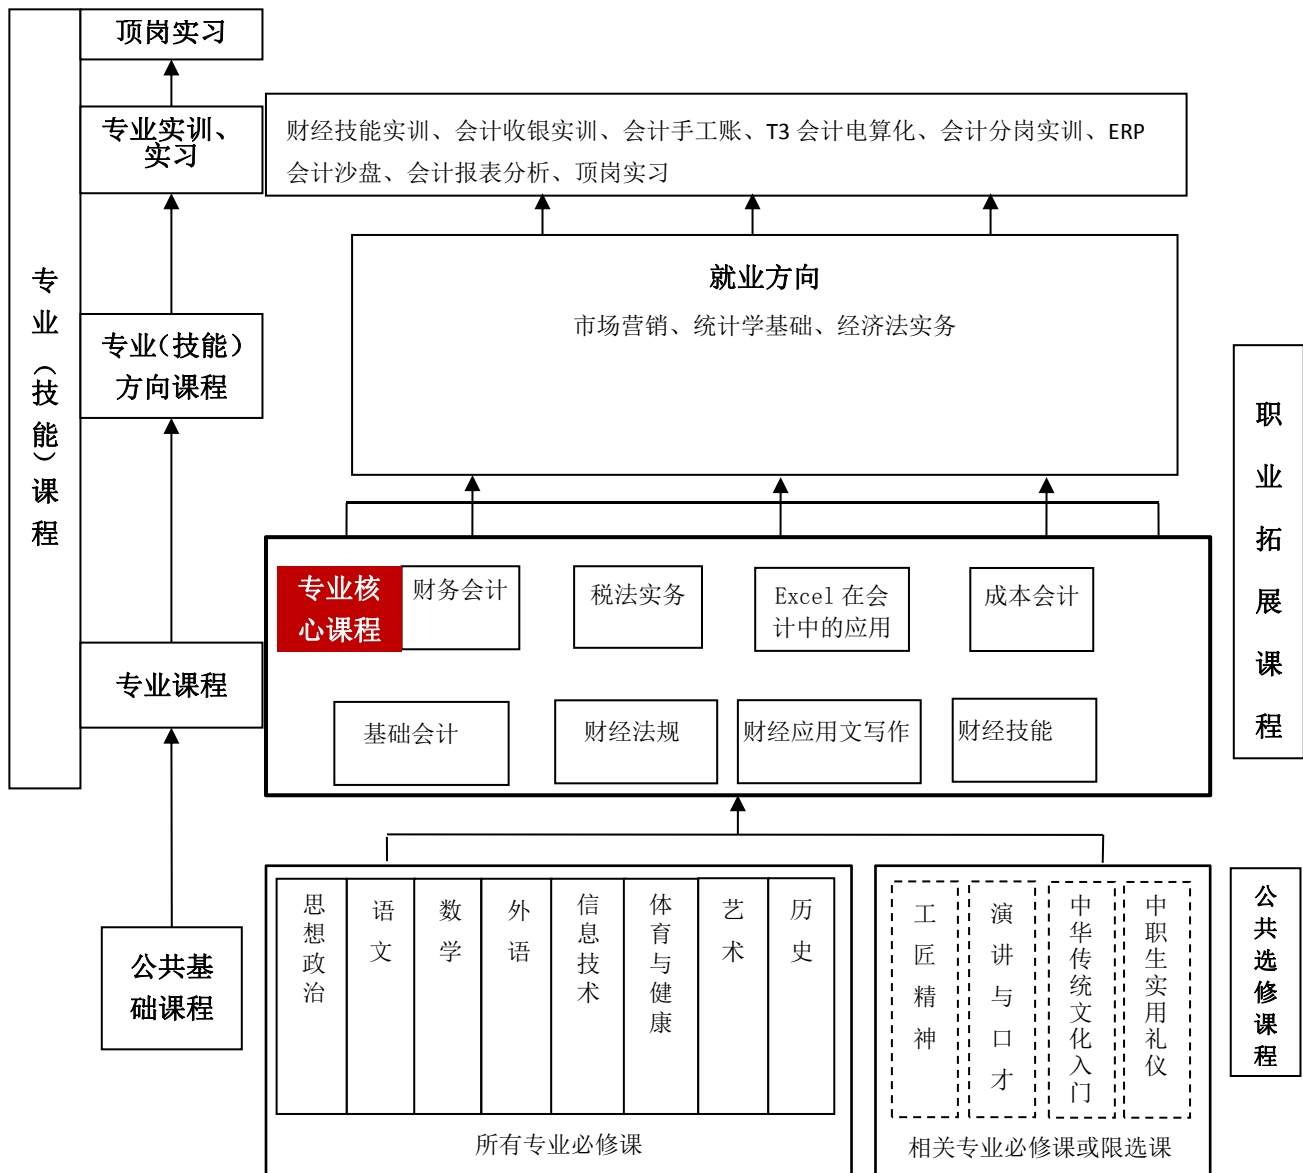 顶岗实习
专业实训、
实习
财经技能实训、会计收银实训、会计手工账、T3 会计电算化、会计分岗实训、ERP
会计沙盘、会计报表分析、顶岗实习
专业（技能）课程
就业方向
市场营销、统计学基础、经济法实务
专业（技能）
方向课程
职业拓展课程
专业核
心课程
财务会计
税法实务
Excel 在会
计中的应用
成本会计
专业课程
基础会计
财经法规
财经应用文写作
财经技能
公共基
础课程
思想政治
语文
数学
外语
信息技术
体育与健康
艺术
历史
所有专业必修课
工匠精神
演讲与口才
中华传统文化入门
中职生实用礼仪
相关专业必修课或限选课
公共选修课程